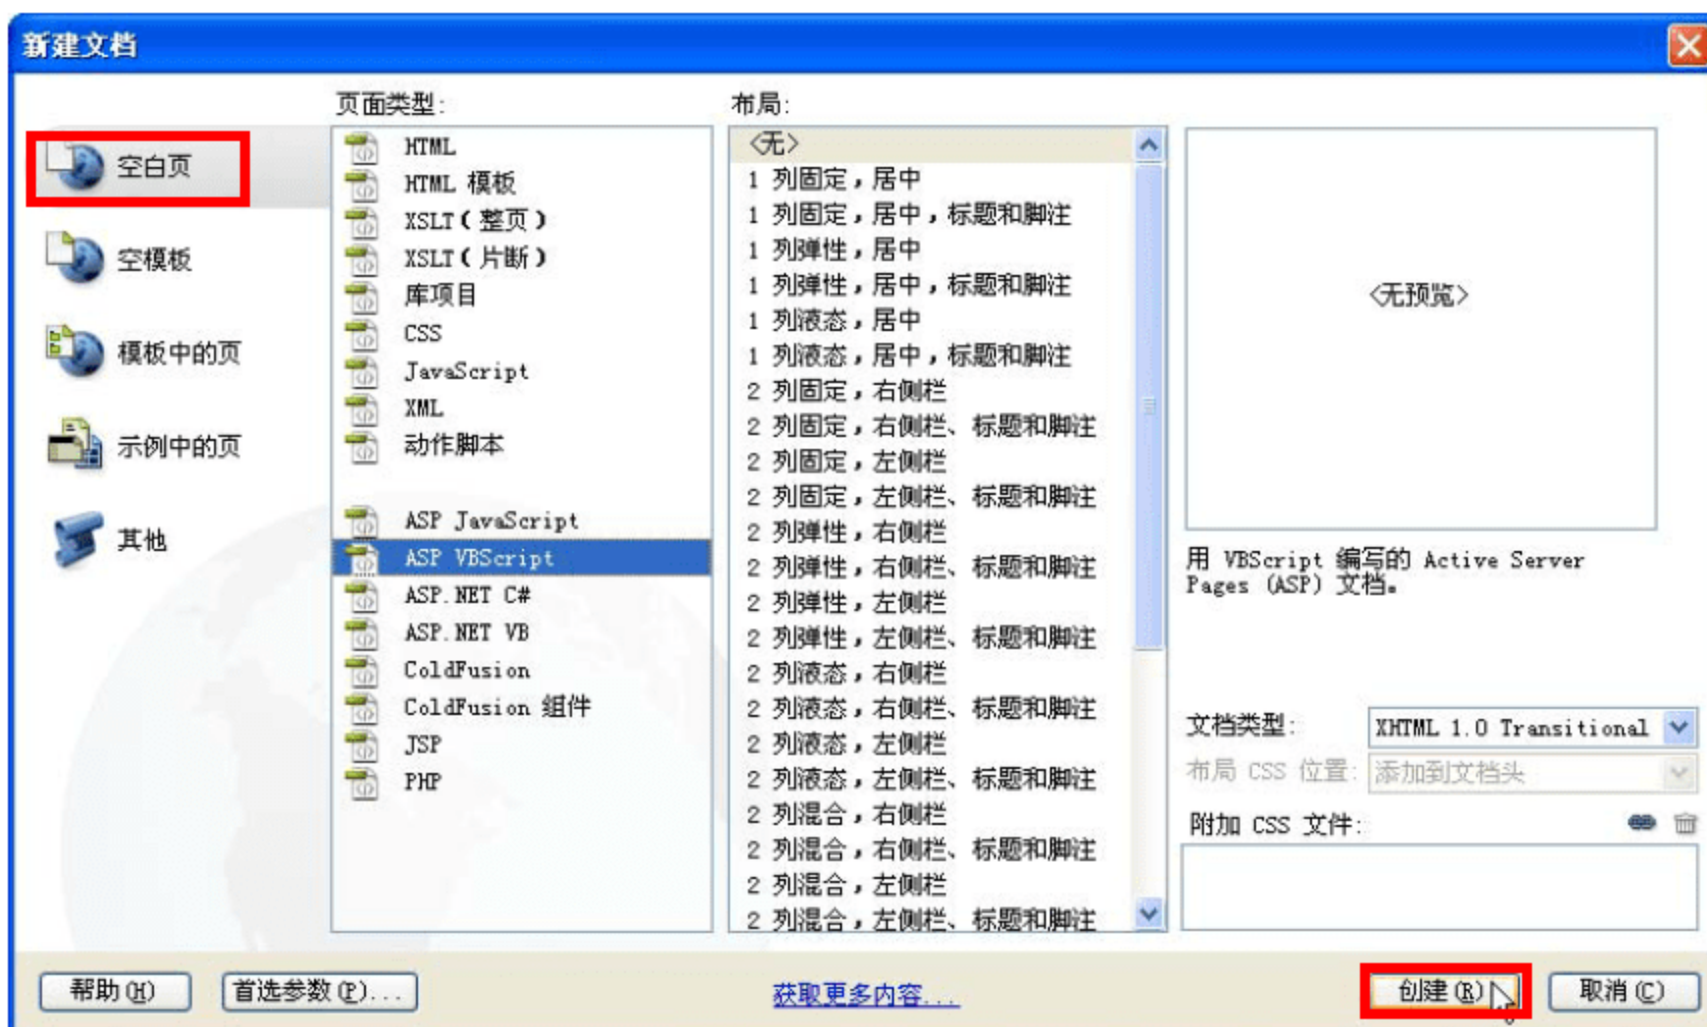 新建文档
空白页
空模板
模板中的页
示例中的页
其他
页面类型:
HTML
HTML 模板
XSLT(整页)
XSLT(片断)
库项目
CSS
JavaScript
XML
动作脚本
ASP JavaScript
ASP VBScript
ASP.NET C#
ASP.NET VB
ColdFusion
ColdFusion 组件
JSP
PHP
布局:
<无>
1 列固定,居中
1 列固定,居中,标题和脚注
1 列弹性,居中
1 列弹性,居中,标题和脚注
1 列液态,居中
1 列液态,居中,标题和脚注
2 列固定,右侧栏
2 列固定,右侧栏、标题和脚注
2 列固定,左侧栏
2 列固定,左侧栏、标题和脚注
2 列弹性,右侧栏
2 列弹性,右侧栏、标题和脚注
2 列弹性,左侧栏
2 列弹性,左侧栏、标题和脚注
2 列液态,右侧栏
2 列液态,右侧栏、标题和脚注
2 列液态,左侧栏
2 列液态,左侧栏、标题和脚注
2 列混合,右侧栏
2 列混合,右侧栏、标题和脚注
2 列混合,左侧栏
2 列混合,左侧栏、标题和脚注
<无预览>
用 VBScript 编写的 Active Server
Pages (ASP) 文档。
文档类型: XHTML 1.0 Transitional
布局 CSS 位置: 添加到文档头
附加 CSS 文件:
帮助(H) 首选参数(P)... 获取更多内容... 创建(R) 取消(C)